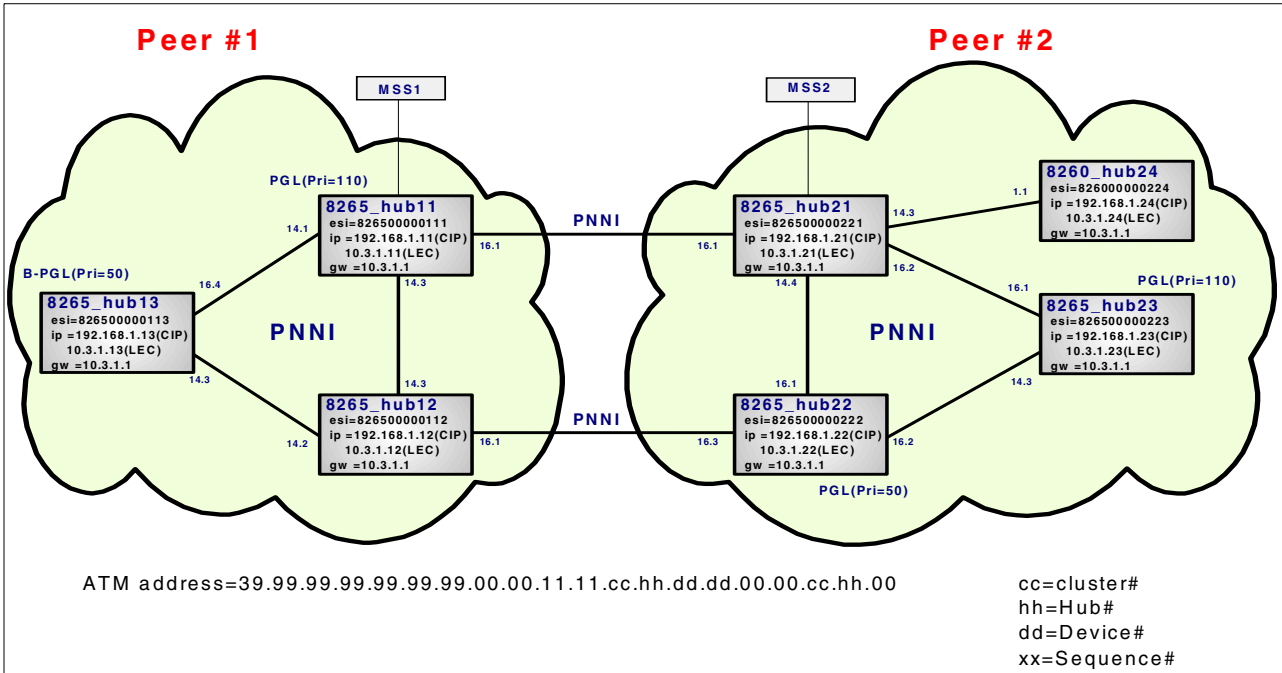 Peer #1
Peer #2
MSS1
MSS2
PGL(Pri=110)
8265_hub11
esi=826500000111
ip =192.168.1.11(CIP)
10.3.1.11(LEC)
gw =10.3.1.1
14.1
16.1
14.3
PNNI
16.1
8265_hub21
esi=826500000221
ip =192.168.1.21(CIP)
10.3.1.21(LEC)
gw =10.3.1.1
14.3
16.2
14.4
1.1
8260_hub24
esi=826000000224
ip =192.168.1.24(CIP)
10.3.1.24(LEC)
gw =10.3.1.1
B-PGL(Pri=50)
16.4
8265_hub13
esi=826500000113
ip =192.168.1.13(CIP)
10.3.1.13(LEC)
gw =10.3.1.1
14.3
PNNI
PNNI
PGL(Pri=110)
16.1
8265_hub23
esi=826500000223
ip =192.168.1.23(CIP)
10.3.1.23(LEC)
gw =10.3.1.1
14.3
14.3
14.2
8265_hub12
esi=826500000112
ip =192.168.1.12(CIP)
10.3.1.12(LEC)
gw =10.3.1.1
16.1
PNNI
16.3
16.1
8265_hub22
esi=826500000222
ip =192.168.1.22(CIP)
10.3.1.22(LEC)
gw =10.3.1.1
16.2
PGL(Pri=50)
ATM address=39.99.99.99.99.99.99.00.00.11.11.cc.hh.dd.dd.00.00.cc.hh.00
cc=cluster#
hh=Hub#
dd=Device#
xx=Sequence#